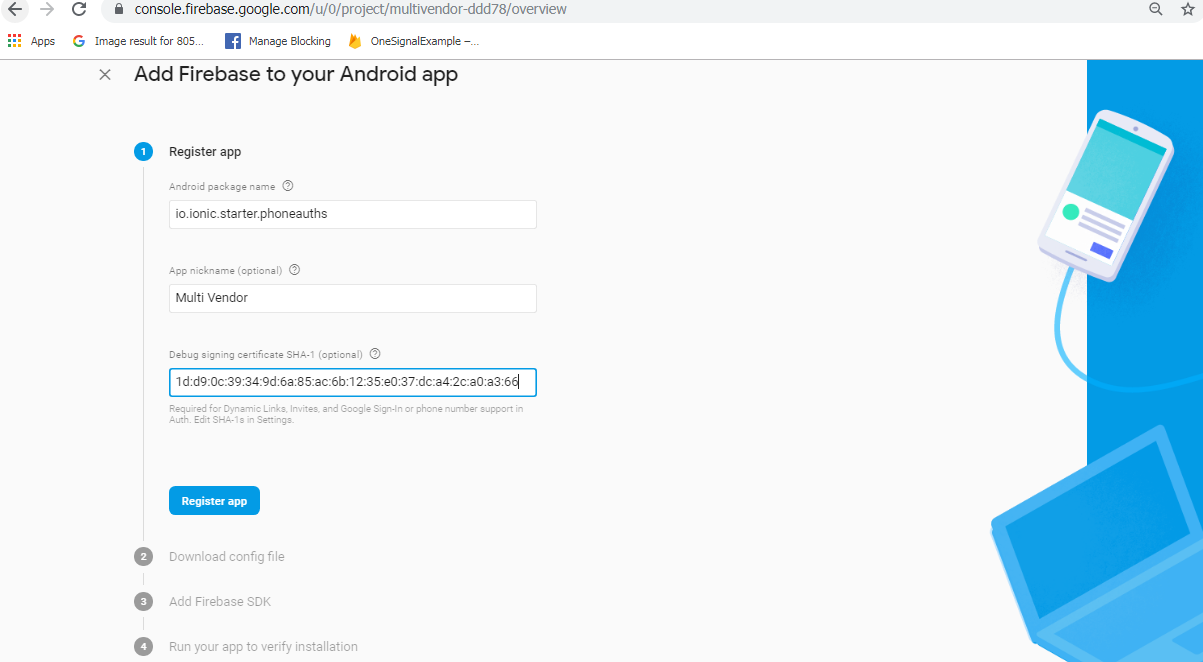 console.firebase.google.com/u/0/project/multivendor-ddd78/overview
Apps Image result for 805... Manage Blocking OneSignalExample –...
Add Firebase to your Android app
1 Register app
Android package name ?
io.ionic.starter.phoneauths
App nickname (optional) ?
Multi Vendor
Debug signing certificate SHA-1 (optional) ?
1d:d9:0c:39:34:9d:6a:85:ac:6b:12:35:e0:37:dc:a4:2c:a0:a3:66
Required for Dynamic Links, Invites, and Google Sign-In or phone number support in
Auth. Edit SHA-1s in Settings.
Register app
2 Download config file
3 Add Firebase SDK
4 Run your app to verify installation